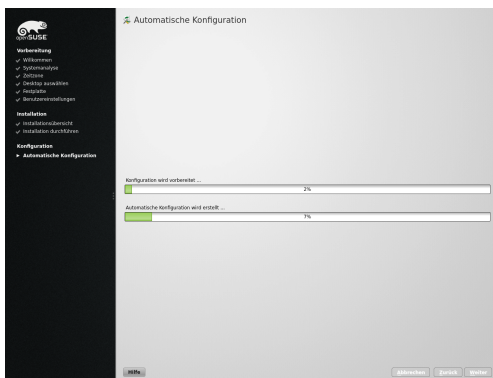 openSUSE
Automatische Konfiguration
Vorbereitung
Willkommen
Systemanalyse
Zeitzone
Desktop auswählen
Festplatte
Benutzereinstellungen
Installation
Installationsübersicht
Installation durchführen
Konfiguration
Automatische Konfiguration
Konfiguration wird vorbereitet ...
2%
Automatische Konfiguration wird erstellt ...
7%
Hilfe
Abbrechen
Zurück
Weiter